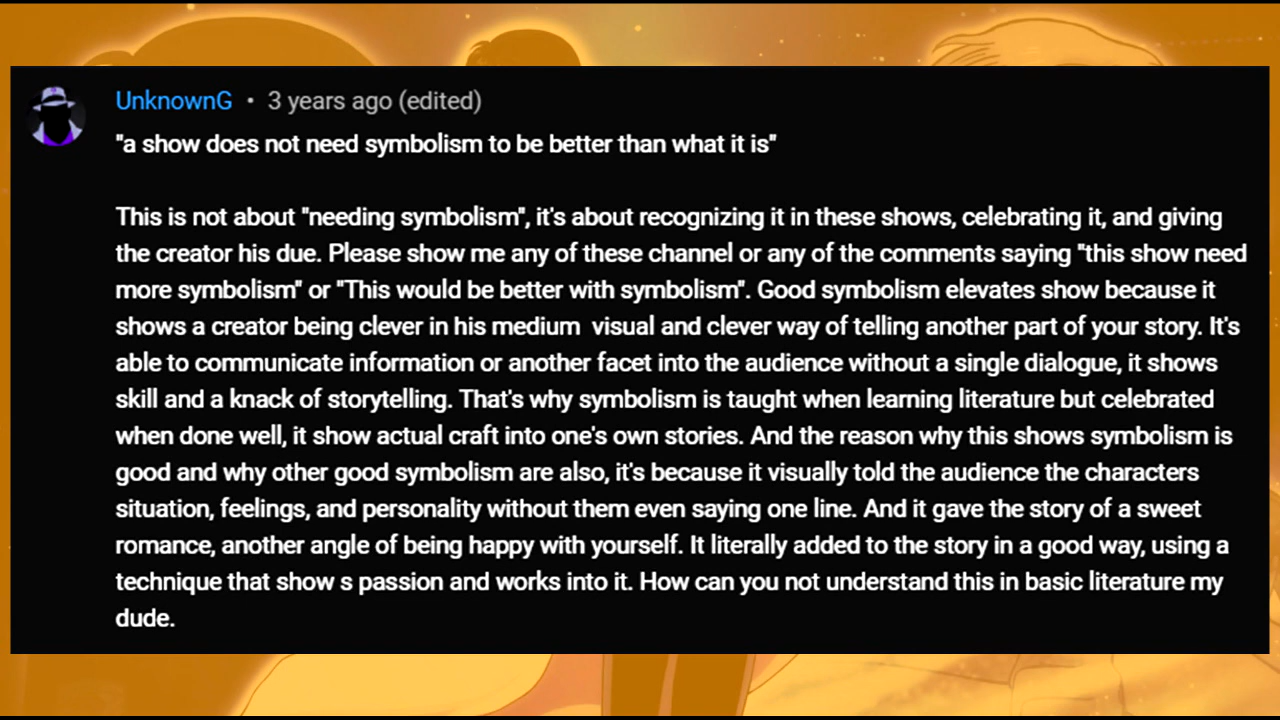 UnknownG • 3 years ago (edited)
"a show does not need symbolism to be better than what it is"
This is not about "needing symbolism", it's about recognizing it in these shows, celebrating it, and giving
the creator his due. Please show me any of these channel or any of the comments saying "this show need
more symbolism" or "This would be better with symbolism". Good symbolism elevates show because it
shows a creator being clever in his medium  visual and clever way of telling another part of your story. It's
able to communicate information or another facet into the audience without a single dialogue, it shows
skill and a knack of storytelling. That's why symbolism is taught when learning literature but celebrated
when done well, it show actual craft into one's own stories. And the reason why this shows symbolism is
good and why other good symbolism are also, it's because it visually told the audience the characters
situation, feelings, and personality without them even saying one line. And it gave the story of a sweet
romance, another angle of being happy with yourself. It literally added to the story in a good way, using a
technique that show s passion and works into it. How can you not understand this in basic literature my
dude.